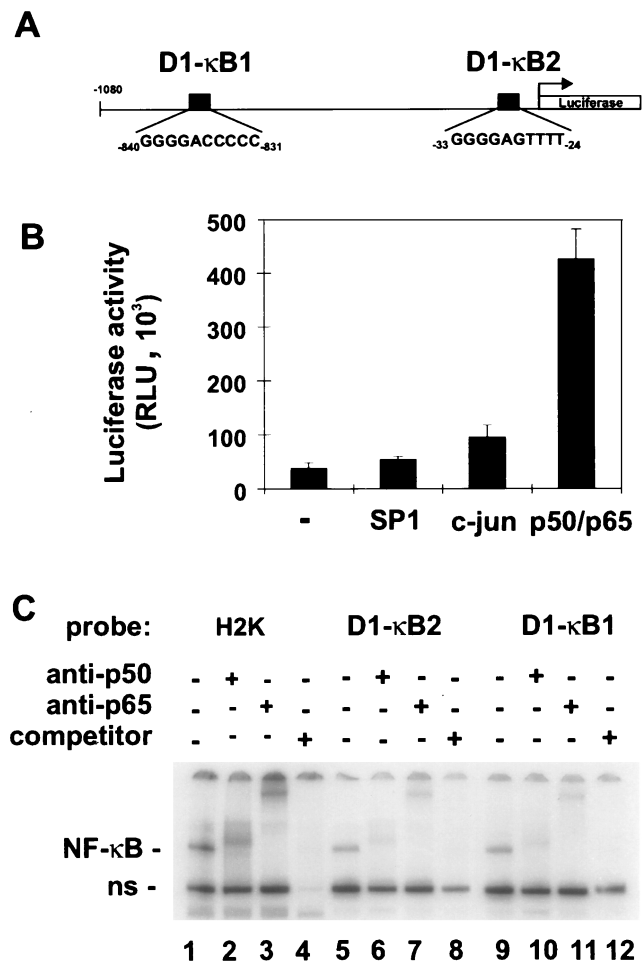 A
D1-κB1 D1-κB2
-1080
Luciferase
-840GGGGACCCCC-831 -33GGGGAGTTTT-24
B
Luciferase activity
(RLU, 10³)
500
400
300
200
100
0
- SP1 c-jun p50/p65
C
probe: H2K D1-κB2 D1-κB1
anti-p50 - + - - - + - - - + - -
anti-p65 - - + - - - + - - - + -
competitor - - - + - - - + - - - +
NF-κB -
ns -
1 2 3 4 5 6 7 8 9 10 11 12